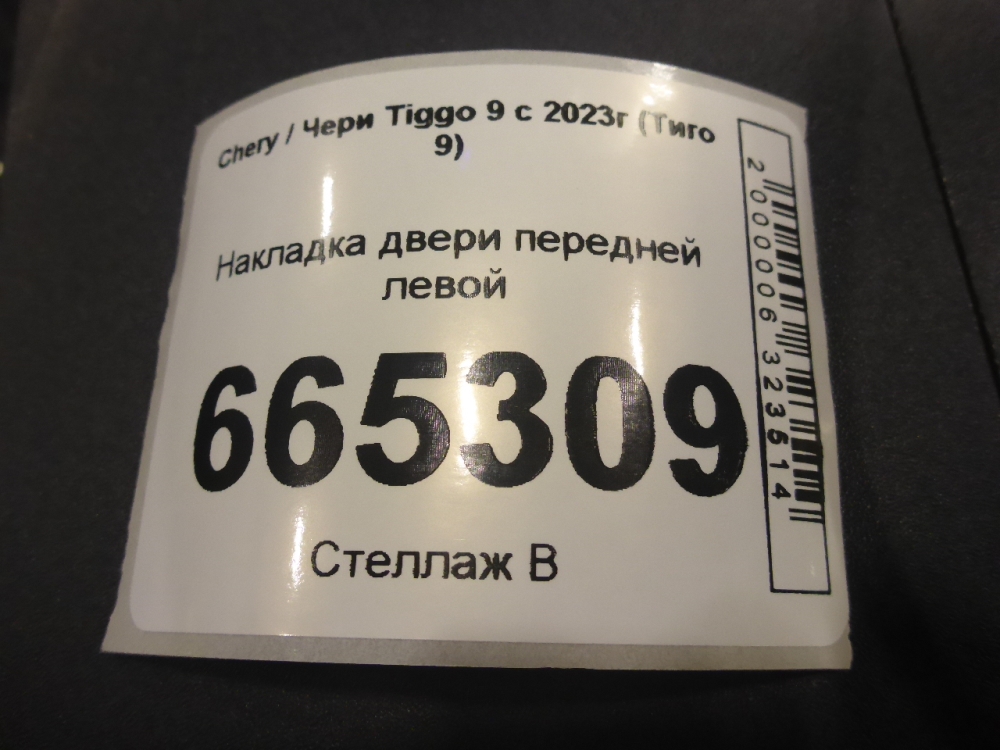 Chery / Чери Tiggo 9 с 2023г (Тиго
9)
Накладка двери передней
левой
665309
Стеллаж В
2000006323514